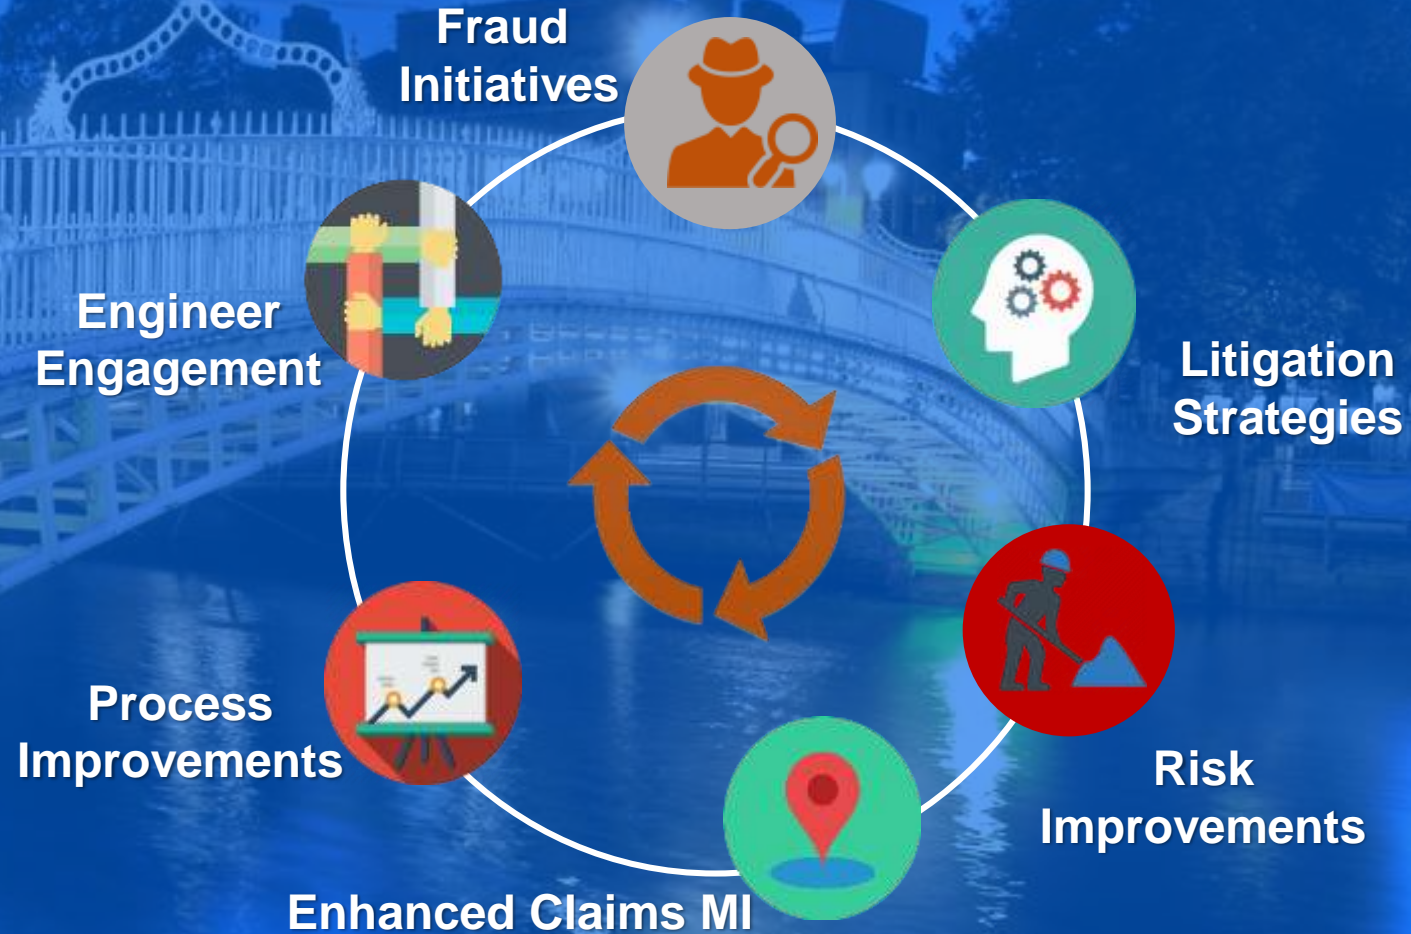 Fraud
Initiatives
Engineer
Engagement
Litigation
Strategies
Process
Improvements
Risk
Improvements
Enhanced Claims MI